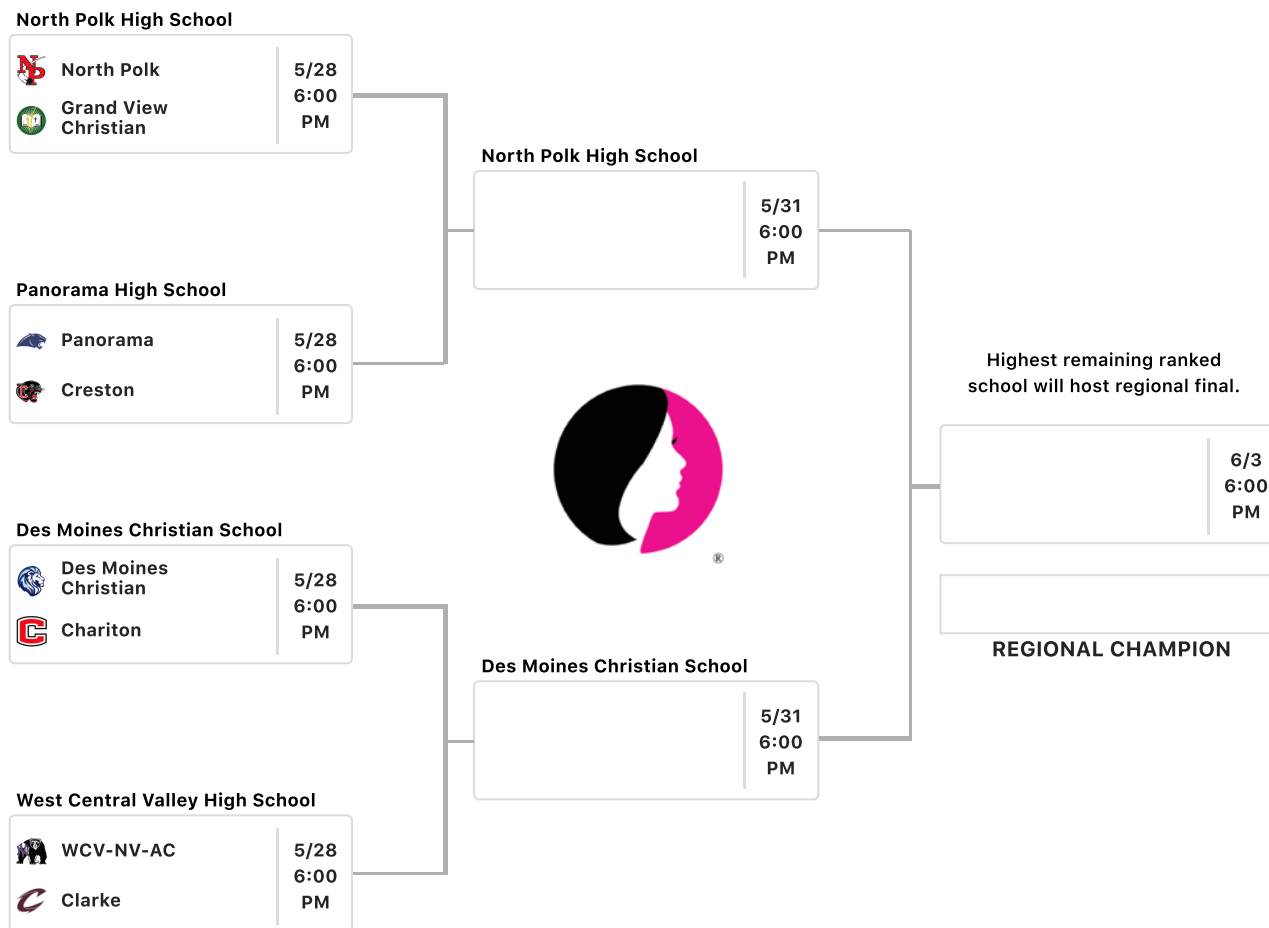 North Polk High School
North Polk
Grand View
Christian
5/28
6:00
PM
North Polk High School
5/31
6:00
PM
Panorama High School
Panorama
Creston
5/28
6:00
PM
Highest remaining ranked
school will host regional final.
6/3
6:00
PM
®
Des Moines Christian School
Des Moines
Christian
Chariton
5/28
6:00
PM
REGIONAL CHAMPION
Des Moines Christian School
5/31
6:00
PM
West Central Valley High School
WCV-NV-AC
Clarke
5/28
6:00
PM